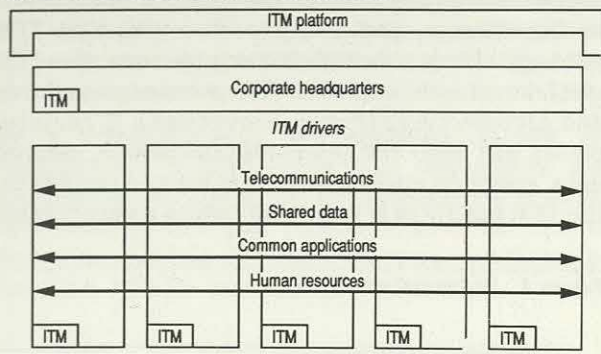 ITM platform
Corporate headquarters
ITM
ITM drivers
Telecommunications
Shared data
Common applications
Human resources
ITM ITM ITM ITM ITM